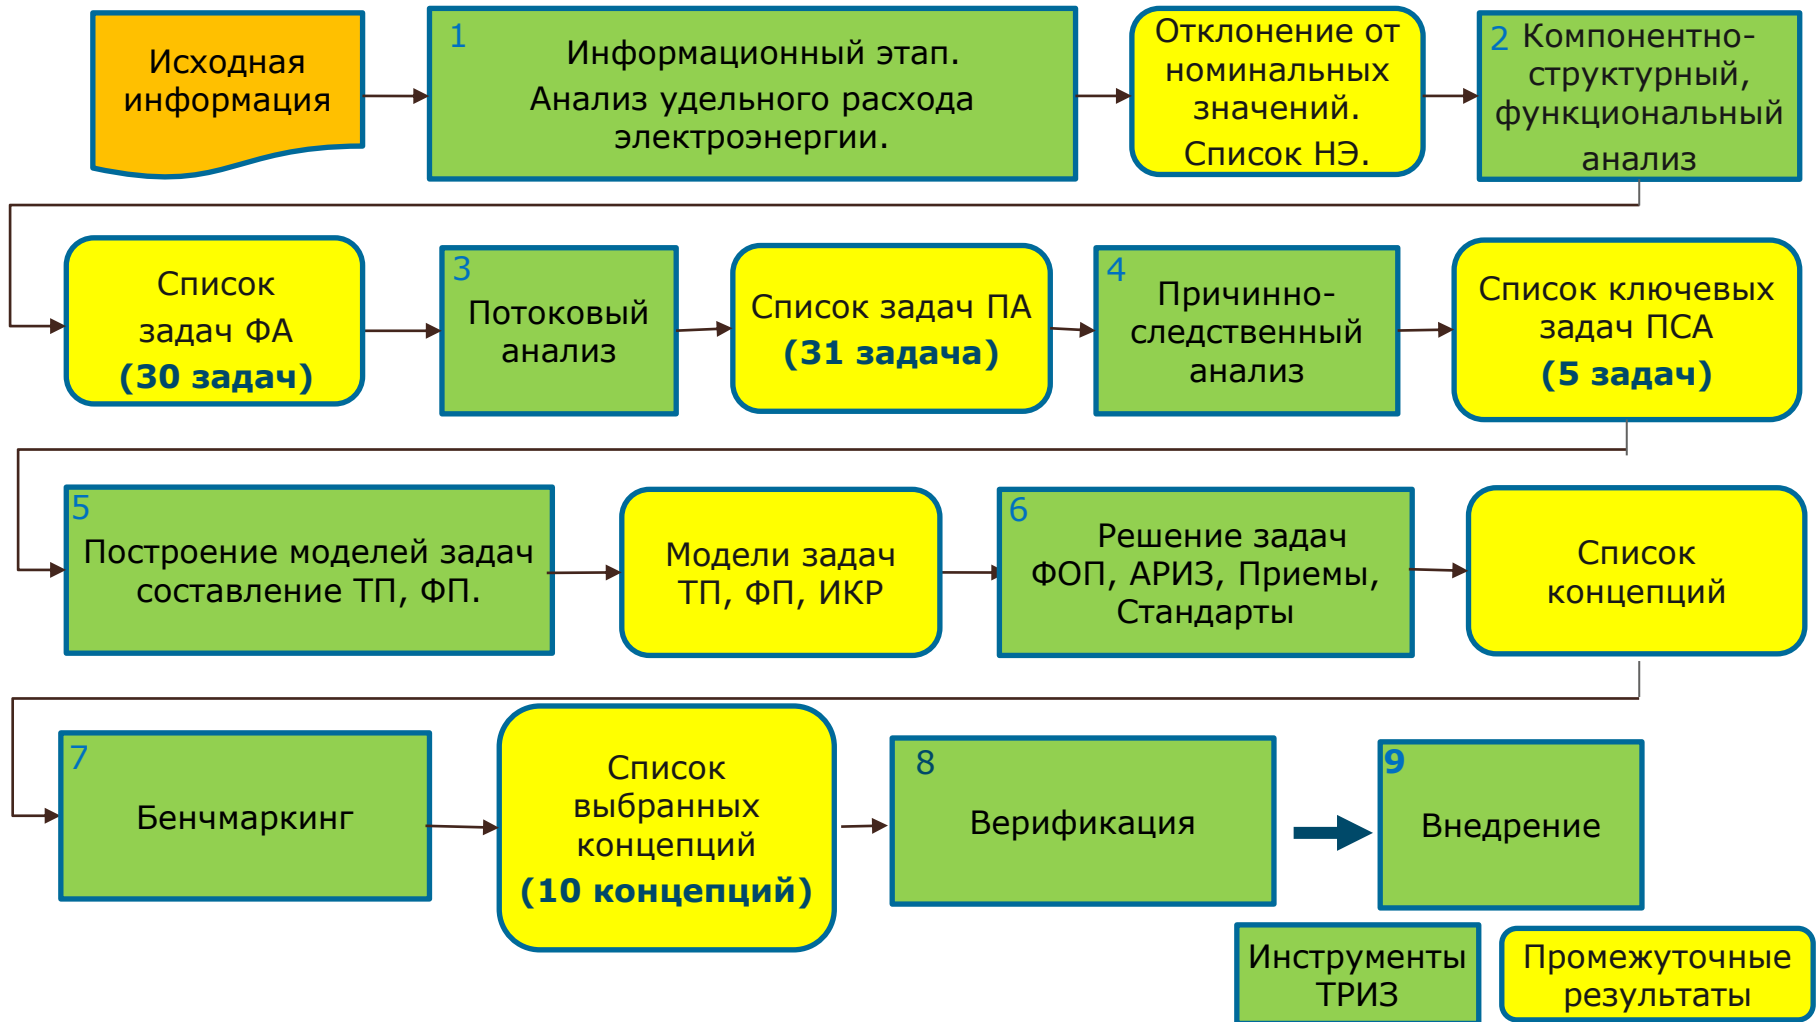 Исходная
информация
1
Информационный этап.
Анализ удельного расхода
электроэнергии.
Отклонение от
номинальных
значений.
Список НЭ.
2 Компонентно-
структурный,
функциональный
анализ
Список
задач ФА
(30 задач)
3
Потоковый
анализ
Список задач ПА
(31 задача)
4
Причинно-
следственный
анализ
Список ключевых
задач ПСА
(5 задач)
5
Построение моделей задач
составление ТП, ФП.
Модели задач
ТП, ФП, ИКР
6
Решение задач
ФОП, АРИЗ, Приемы,
Стандарты
Список
концепций
7
Бенчмаркинг
Список
выбранных
концепций
(10 концепций)
8
Верификация
9
Внедрение
Инструменты
ТРИЗ
Промежуточные
результаты